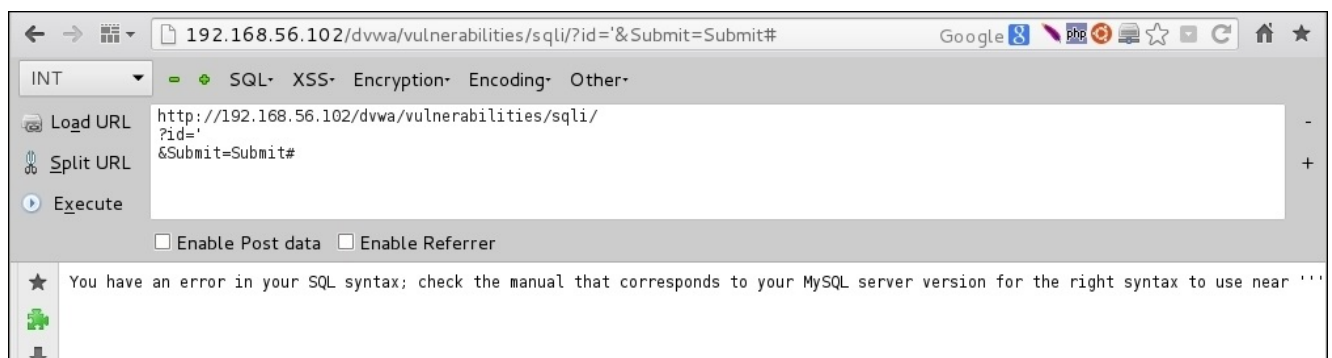 192.168.56.102/dvwa/vulnerabilities/sqli/?id='&Submit=Submit#
Google 8 php
INT
SQL- XSS- Encryption- Encoding- Other-
Load URL
Split URL
Execute
http://192.168.56.102/dvwa/vulnerabilities/sqli/
?id='
&Submit=Submit#
-
+
Enable Post data Enable Referrer
You have an error in your SQL syntax; check the manual that corresponds to your MySQL server version for the right syntax to use near '''